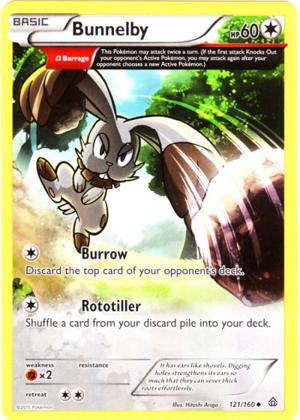 BASIC
Bunnelby
HP60
Ω Barrage
This Pokémon may attack twice a turn. (If the first attack Knocks Out
your opponent's Active Pokémon, you may attack again after your
opponent chooses a new Active Pokémon.)
Burrow
Discard the top card of your opponent's deck.
Rototiller
Shuffle a card from your discard pile into your deck.
weakness
resistance
×2
retreat
It has ears like shovels. Digging
holes strengthens its ears so
much that they can sever thick
roots effortlessly.
©2015 Pokémon
Illus. Hitoshi Ariga
121/160